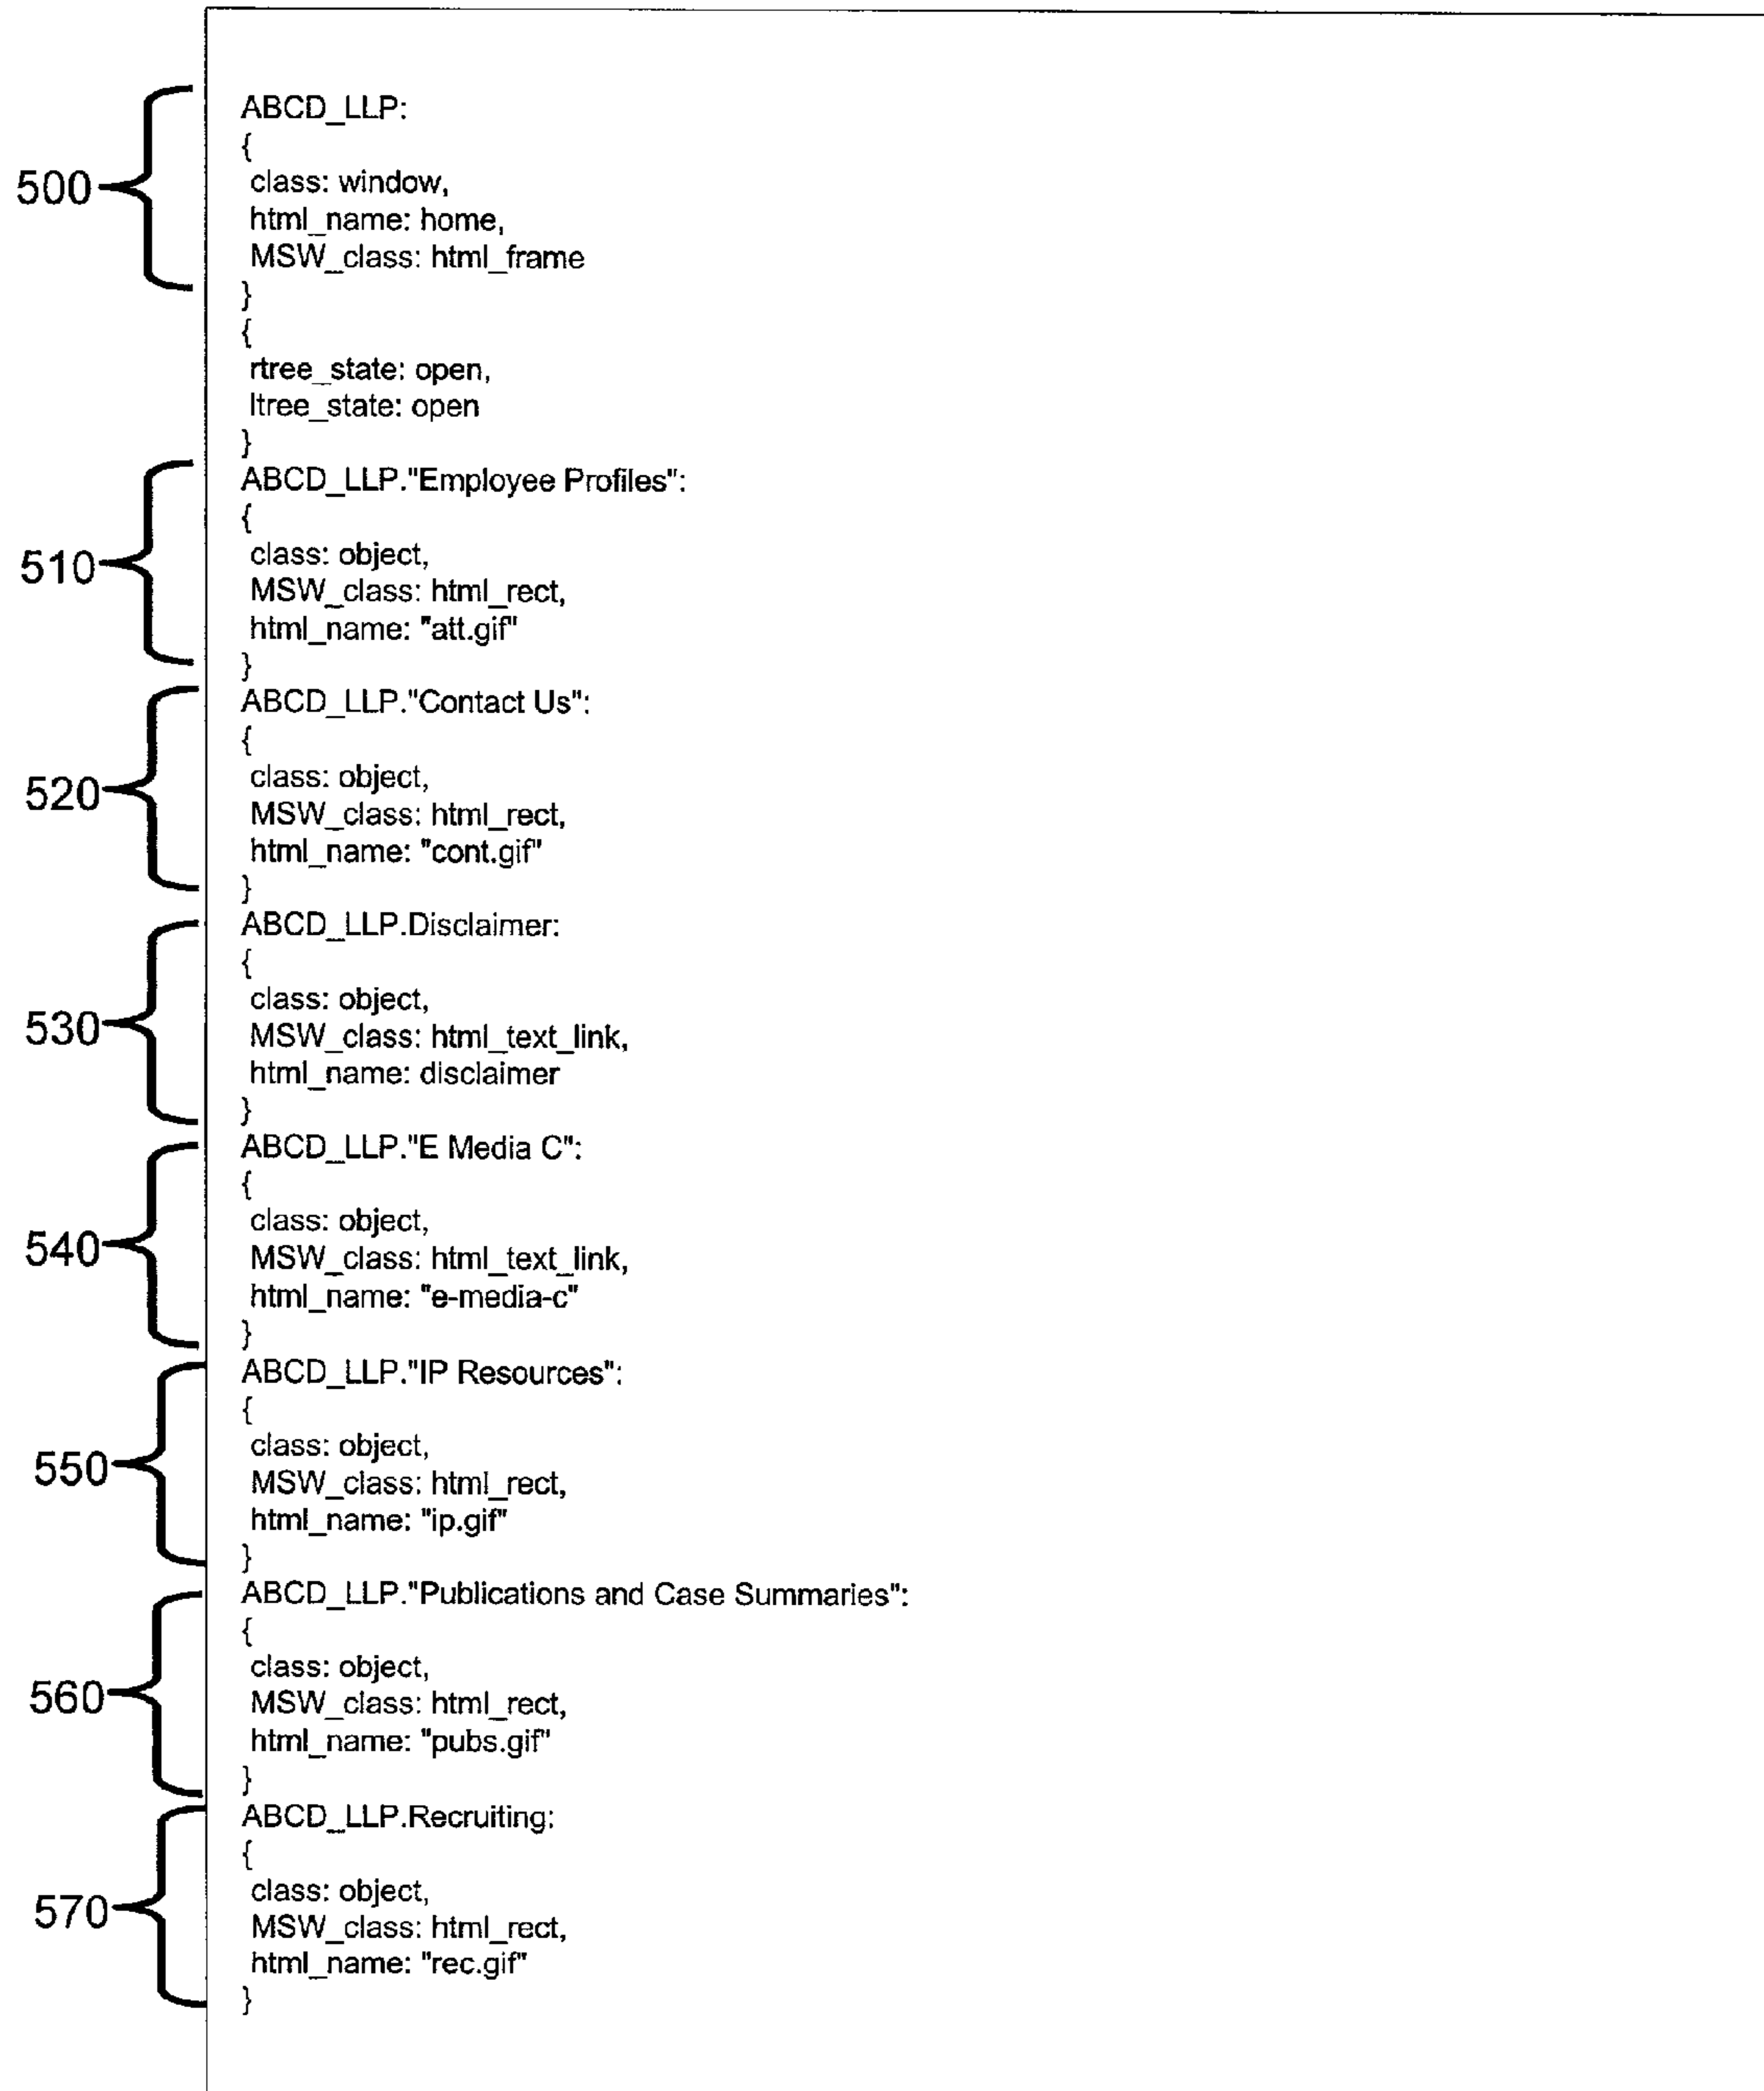 ABCD_LLP:
{
class: window,
500
html_name: home,
MSW_class: html_frame
}
{
rtree_state: open,
ltree_state: open
}
ABCD_LLP."Employee Profiles":
{
class: object,
510
MSW_class: html_rect,
html_name: "att.gif"
}
ABCD_LLP."Contact Us":
{
class: object,
520
MSW_class: html_rect,
html_name: "cont.gif"
}
ABCD_LLP.Disclaimer:
{
class: object,
530
MSW_class: html_text_link,
html_name: disclaimer
}
ABCD_LLP."E Media C":
{
class: object,
540
MSW_class: html_text_link,
html_name: "e-media-c"
}
ABCD_LLP."IP Resources":
{
class: object,
550
MSW_class: html_rect,
html_name: "ip.gif"
}
ABCD_LLP."Publications and Case Summaries":
{
class: object,
560
MSW_class: html_rect,
html_name: "pubs.gif"
}
ABCD_LLP.Recruiting:
{
class: object,
570
MSW_class: html_rect,
html_name: "rec.gif"
}